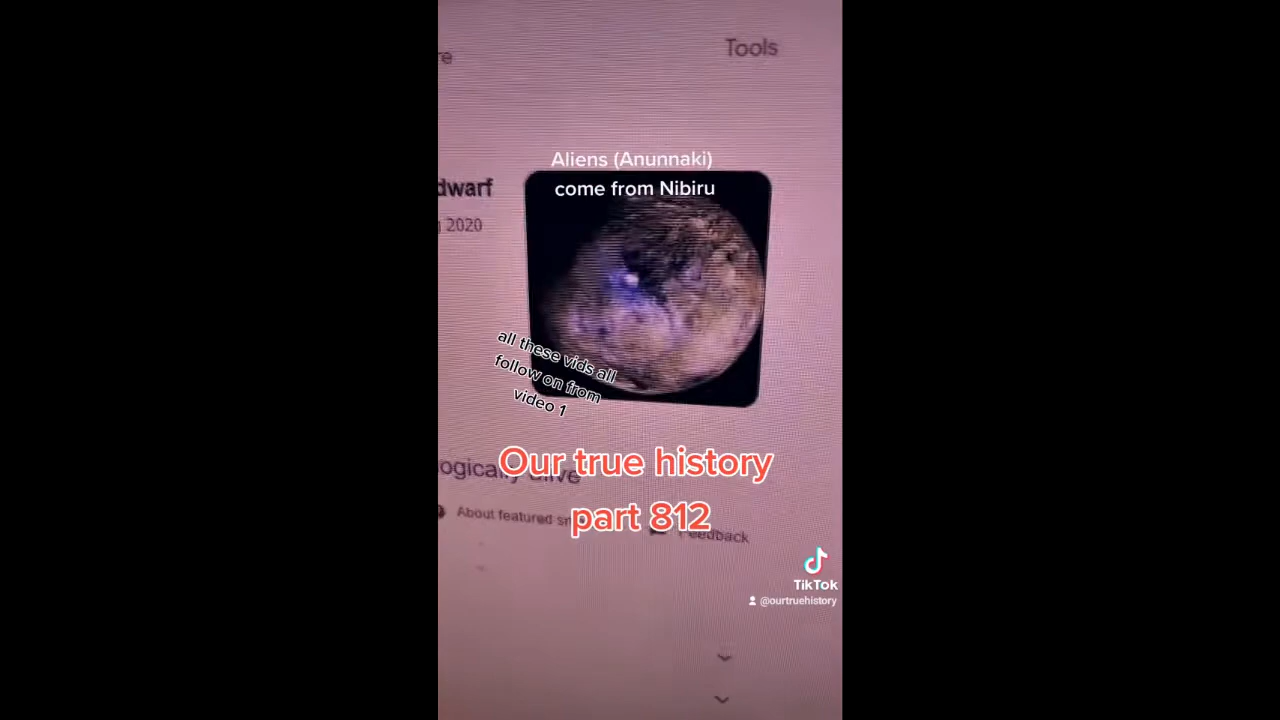 Tools
Aliens (Anunnaki)
come from Nibiru
dwarf
2020
all these vids all
follow on from
video 1
Our true history
part 812
About featured
Feedback
TikTok
@ourtruehistory